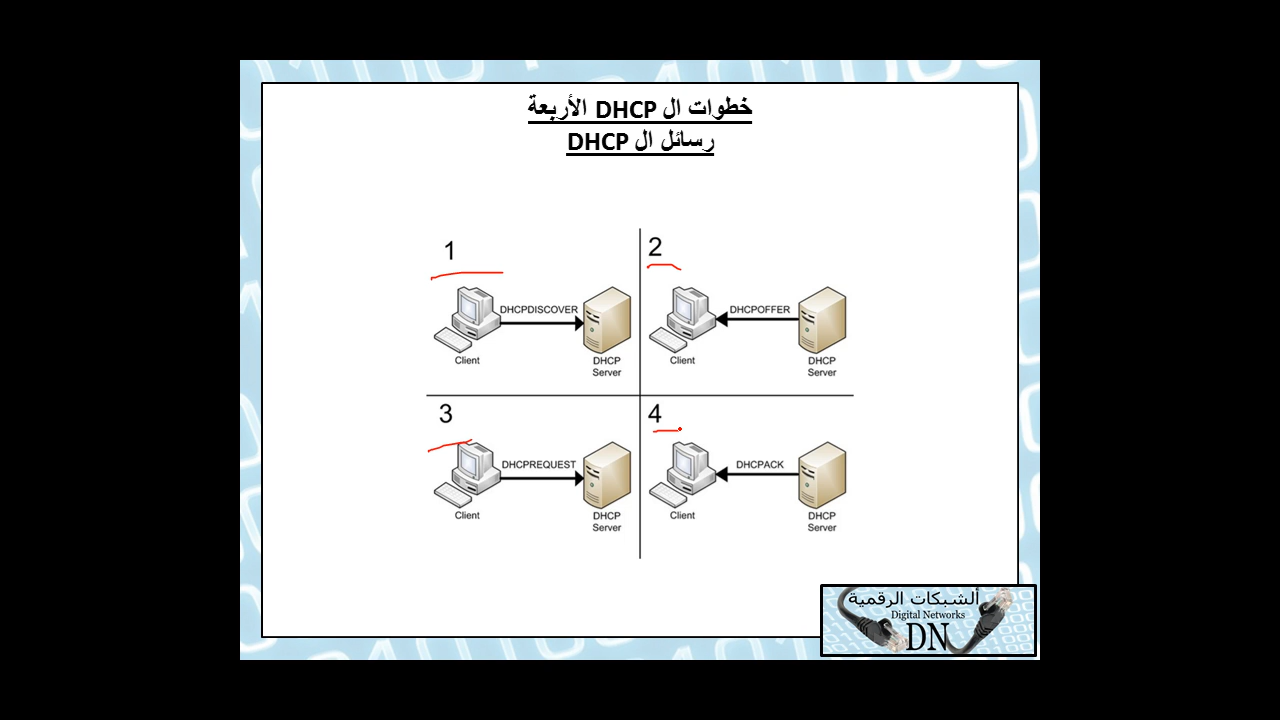 خطوات ال DHCP الأربعة
رسائل ال DHCP
1
DHCPDISCOVER
Client
DHCP
Server
2
DHCPOFFER
Client
DHCP
Server
3
DHCPREQUEST
Client
DHCP
Server
4
DHCPACK
Client
DHCP
Server
ألشبكات الرقمية
Digital Networks
DN